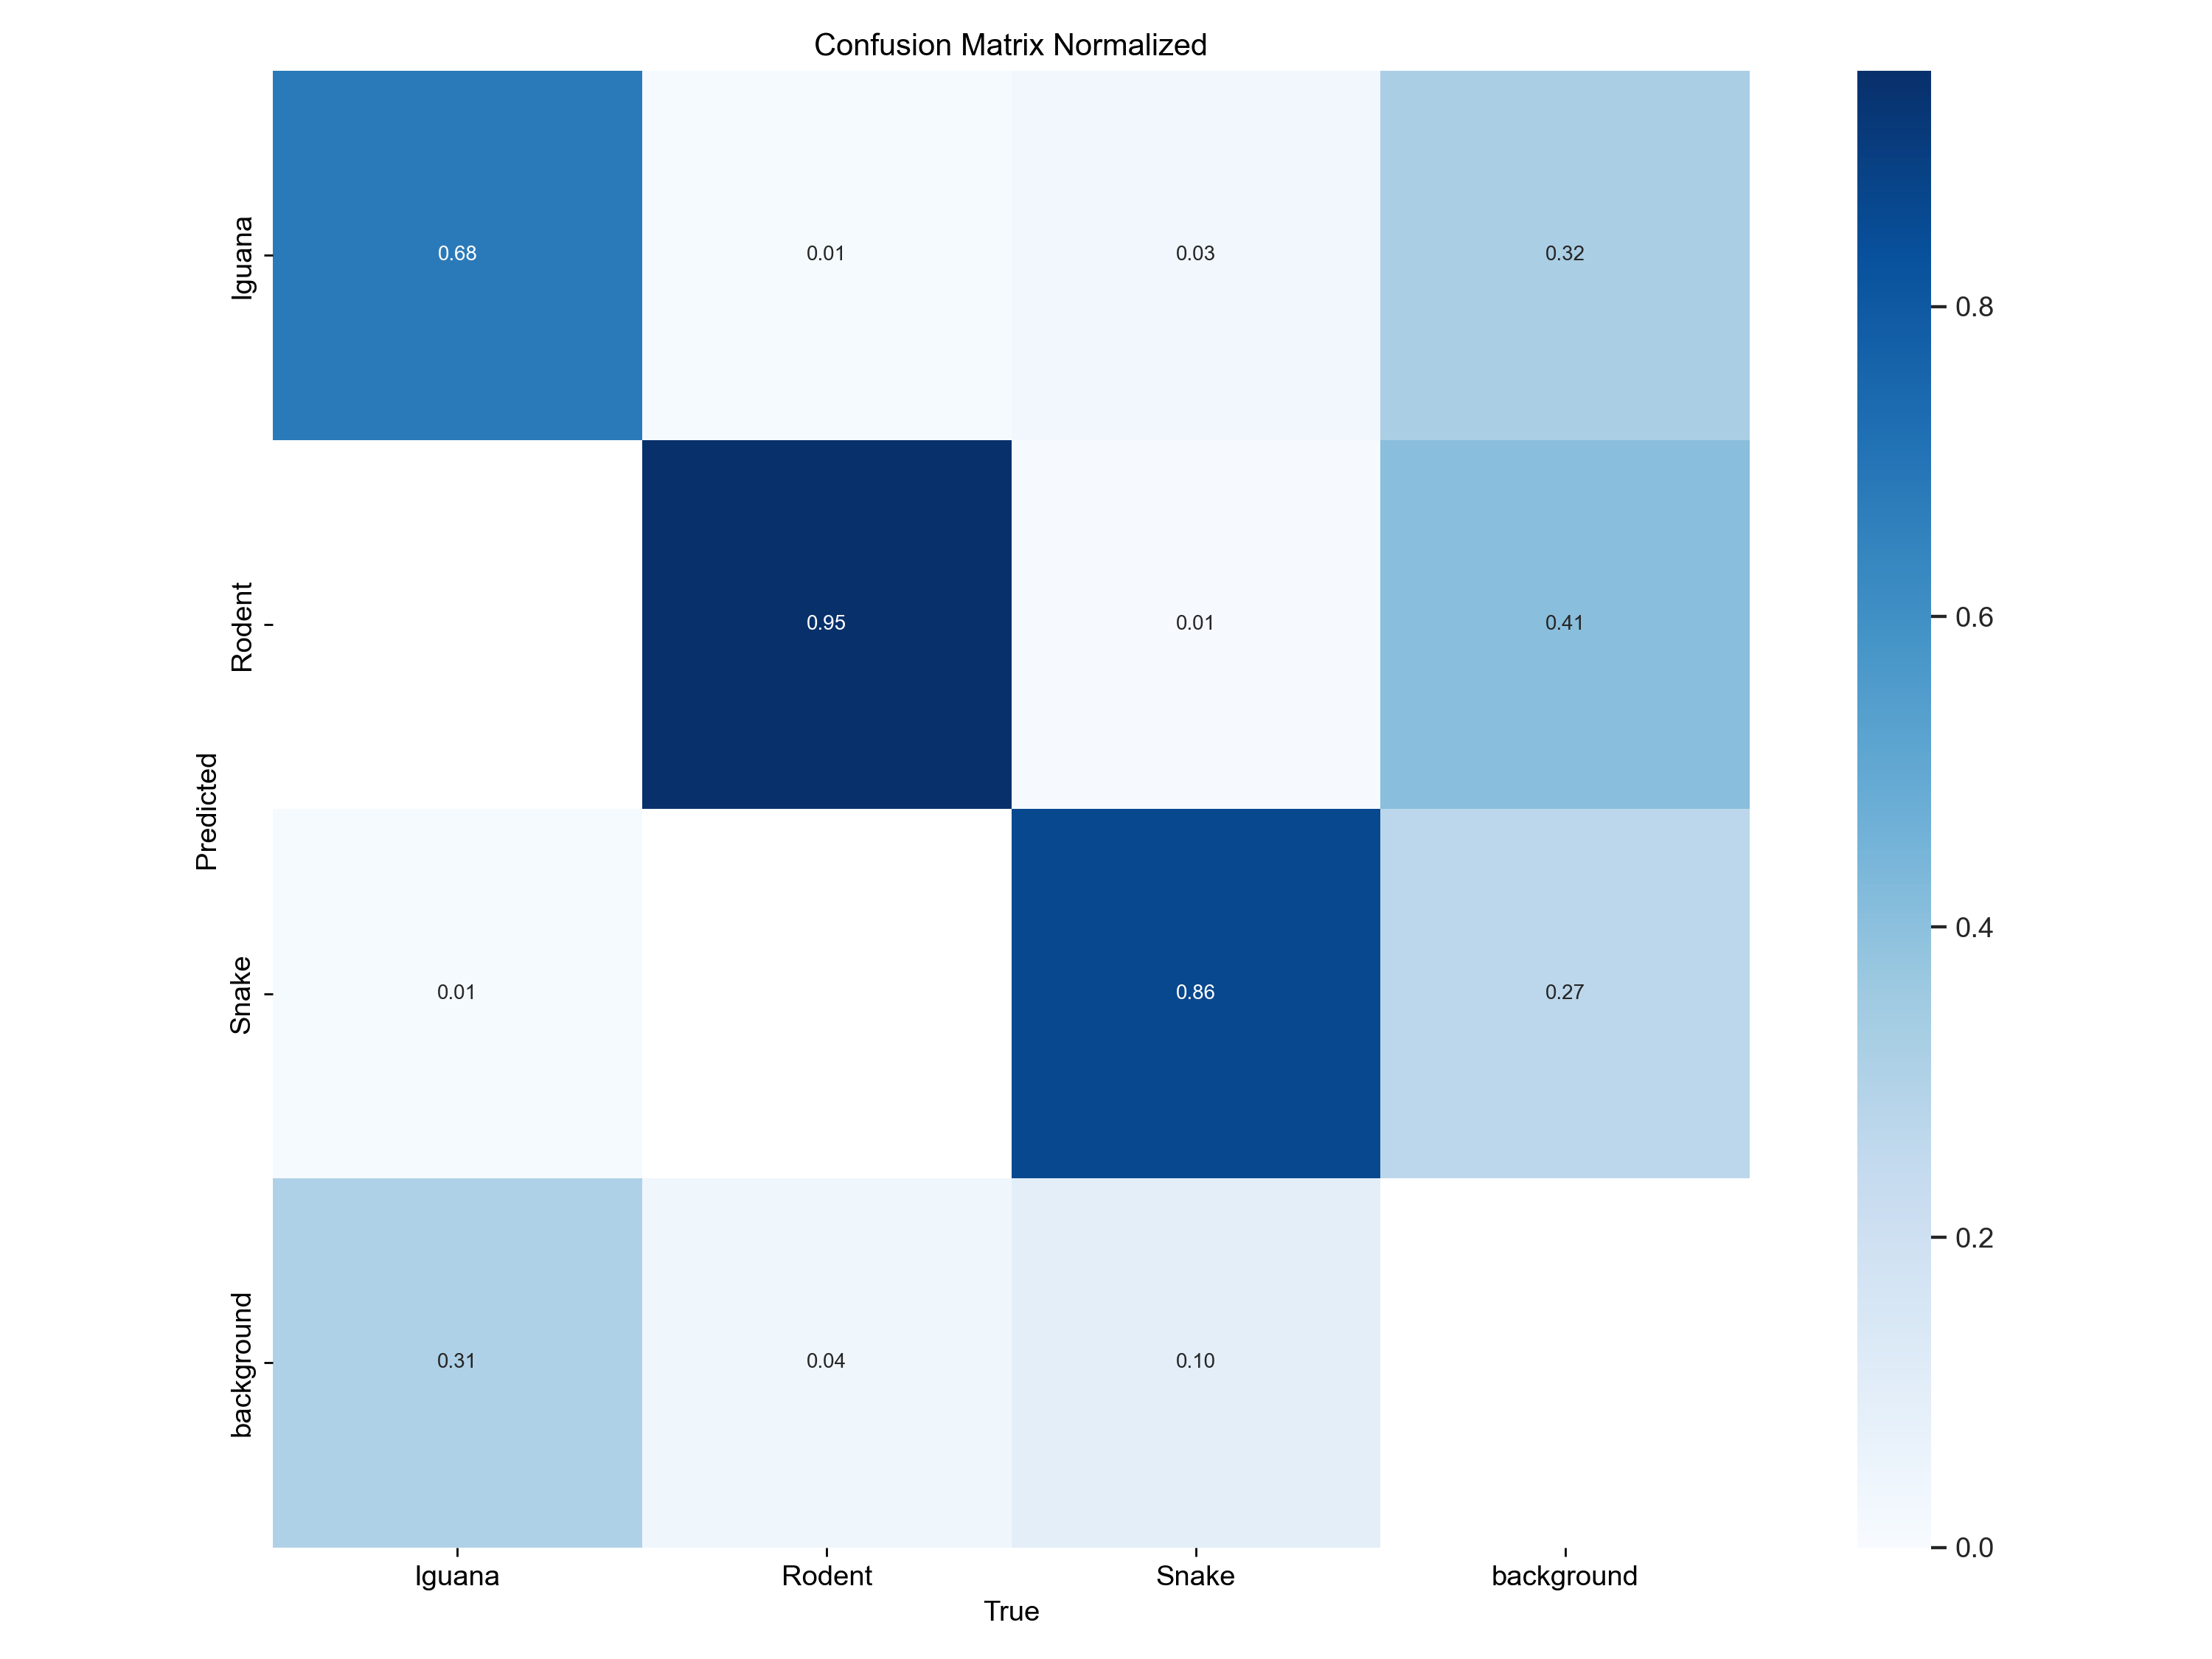 Confusion Matrix Normalized
Iguana
0.68
0.01
0.03
0.32
Rodent
0.95
0.01
0.41
Snake
0.01
0.86
0.27
background
0.31
0.04
0.10
Predicted
Iguana
Rodent
Snake
background
True
0.8
0.6
0.4
0.2
0.0